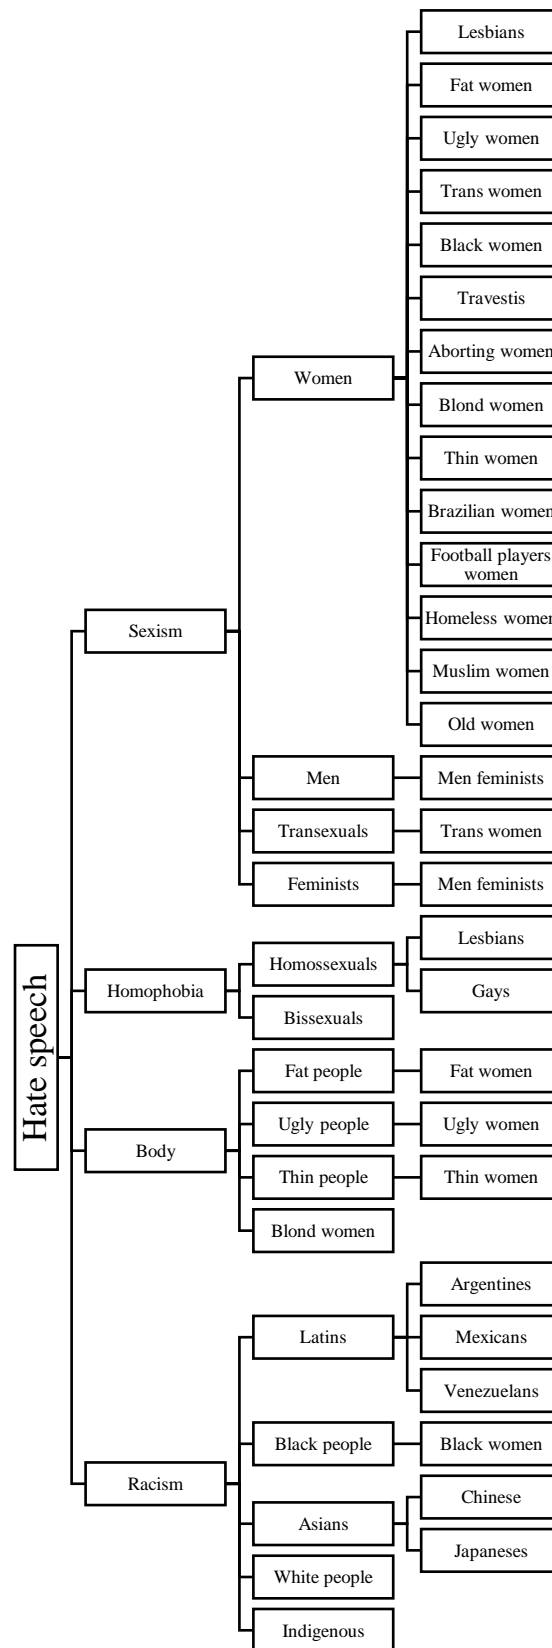 Lesbians
Fat women
Ugly women
Trans women
Black women
Travestis
Aborting women
Women
Blond women
Thin women
Brazilian women
Football players
women
Homeless women
Sexism
Muslim women
Old women
Men
Men feminists
Transexuals
Trans women
Feminists
Men feminists
Lesbians
Homossexuals
Homophobia
Gays
Bissexuals
Hate speech
Fat people
Fat women
Ugly people
Ugly women
Body
Thin people
Thin women
Blond women
Argentines
Latins
Mexicans
Venezuelans
Black people
Black women
Racism
Chinese
Asians
Japaneses
White people
Indigenous